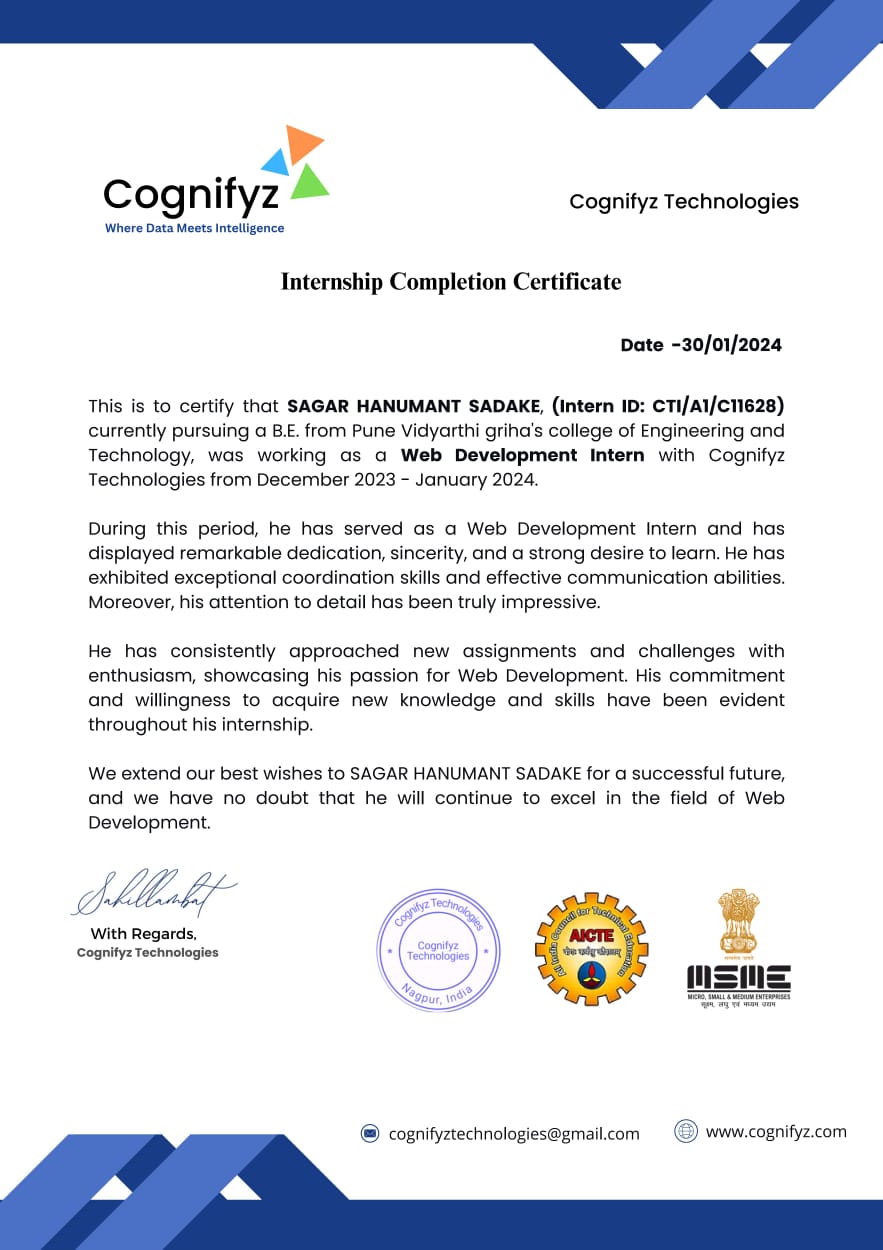 Cognifyz
Where Data Meets Intelligence
Cognifyz Technologies
Internship Completion Certificate
Date -30/01/2024
This is to certify that SAGAR HANUMANT SADAKE, (Intern ID: CTI/A1/C11628)
currently pursuing a B.E. from Pune Vidyarthi griha's college of Engineering and
Technology, was working as a Web Development Intern with Cognifyz
Technologies from December 2023 - January 2024.
During this period, he has served as a Web Development Intern and has
displayed remarkable dedication, sincerity, and a strong desire to learn. He has
exhibited exceptional coordination skills and effective communication abilities.
Moreover, his attention to detail has been truly impressive.
He has consistently approached new assignments and challenges with
enthusiasm, showcasing his passion for Web Development. His commitment
and willingness to acquire new knowledge and skills have been evident
throughout his internship.
We extend our best wishes to SAGAR HANUMANT SADAKE for a successful future,
and we have no doubt that he will continue to excel in the field of Web
Development.
With Regards,
Cognifyz Technologies
Cognifyz Technologies
Cognifyz
Technologies
Nagpur, India
All India Council for Technical Education
AICTE
योगः कर्मसु कौशलम्
सत्यमेव जयते
MSME
MICRO, SMALL & MEDIUM ENTERPRISES
सूक्ष्म, लघु एवं मध्यम उद्यम
cognifyztechnologies@gmail.com
www.cognifyz.com